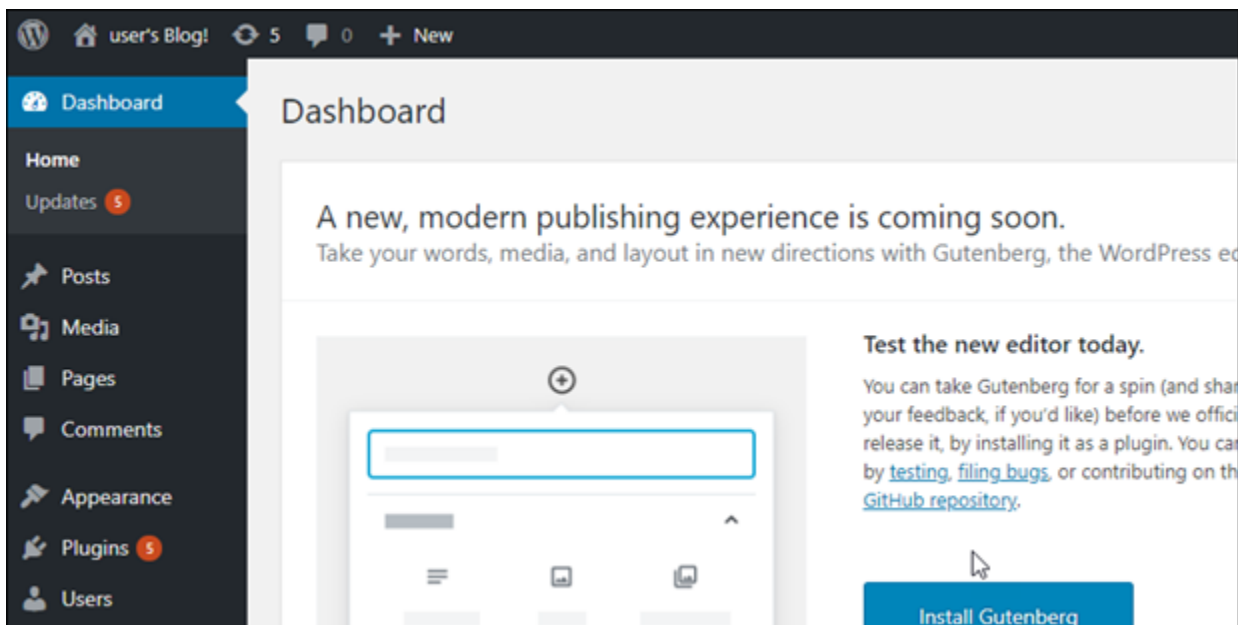 user's Blog! 5 0 New
Dashboard
Home
Updates 5
Posts
Media
Pages
Comments
Appearance
Plugins 5
Users
Dashboard
A new, modern publishing experience is coming soon.
Take your words, media, and layout in new directions with Gutenberg, the WordPress
Test the new editor today.
You can take Gutenberg for a spin (and
your feedback, if you'd like) before we
release it, by installing it as a plugin. You
by testing, filing bugs, or contributing on
GitHub repository.
Install Gutenberg